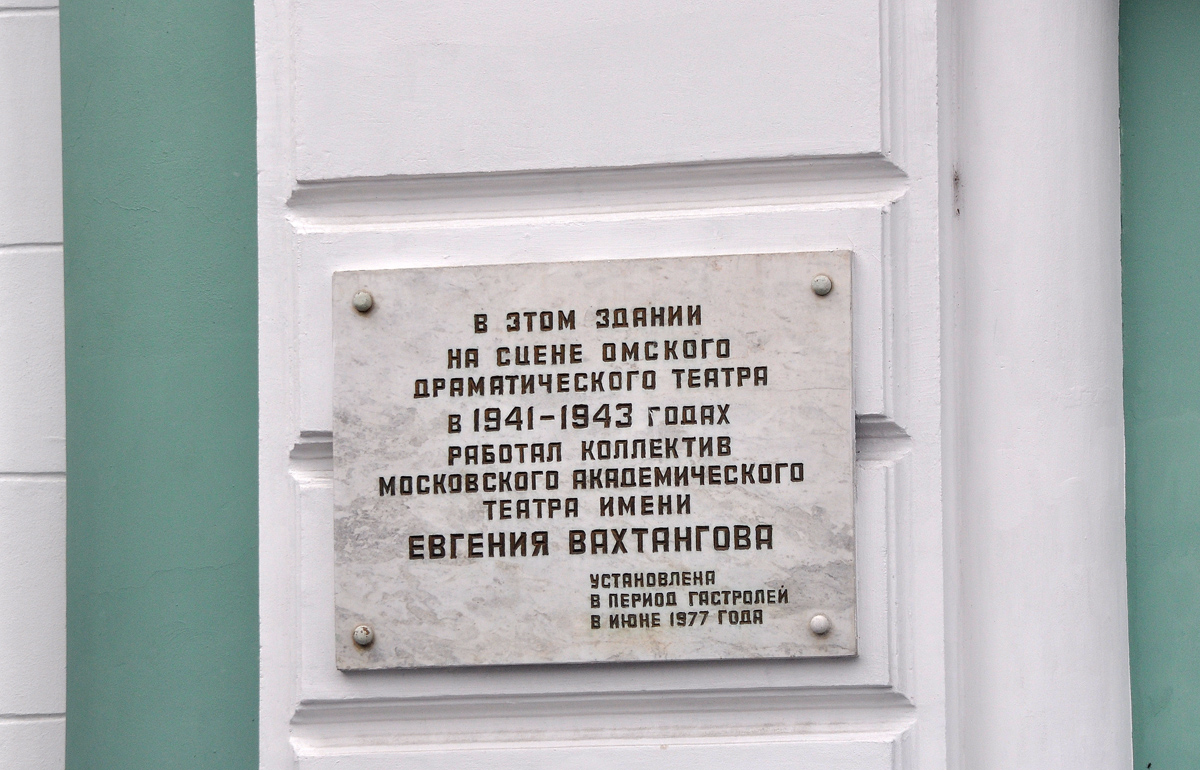 В ЭТОМ ЗДАНИИ
НА СЦЕНЕ ОМСКОГО
ДРАМАТИЧЕСКОГО ТЕАТРА
В 1941-1943 ГОДАХ
РАБОТАЛ КОЛЛЕКТИВ
МОСКОВСКОГО АКАДЕМИЧЕСКОГО
ТЕАТРА ИМЕНИ
ЕВГЕНИЯ ВАХТАНГОВА
УСТАНОВЛЕНА
В ПЕРИОД ГАСТРОЛЕЙ
В ИЮНЕ 1977 ГОДА